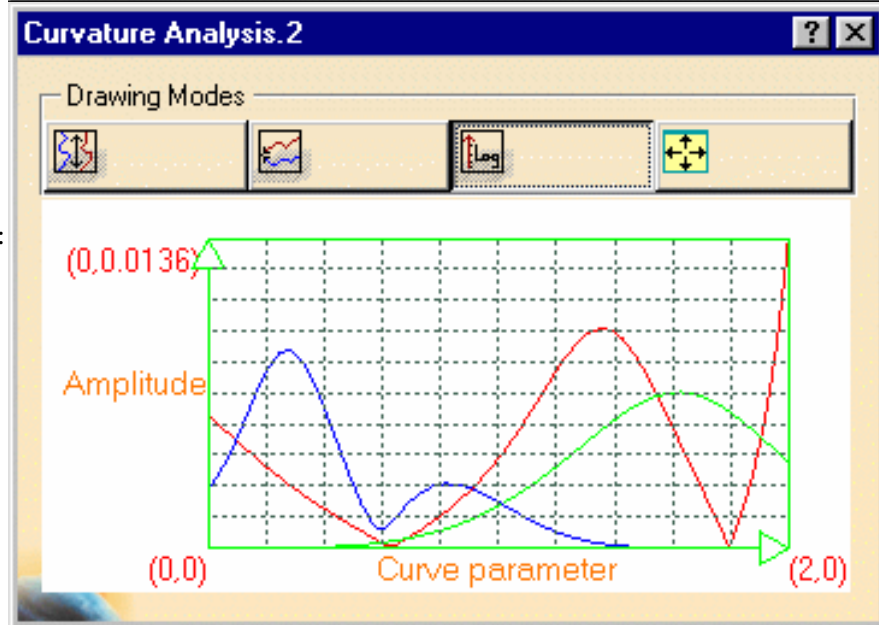 Curvature Analysis.2
Drawing Modes
Log
(0,0.0136)
Amplitude
(0,0)
Curve parameter
(2,0)